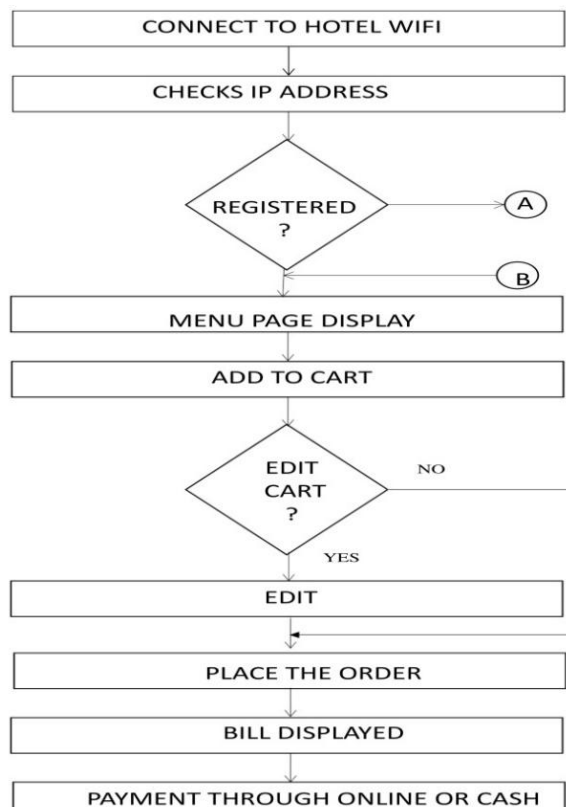 CONNECT TO HOTEL WIFI
CHECKS IP ADDRESS
REGISTERED
?
A
B
MENU PAGE DISPLAY
ADD TO CART
EDIT
CART
?
NO
YES
EDIT
PLACE THE ORDER
BILL DISPLAYED
PAYMENT THROUGH ONLINE OR CASH